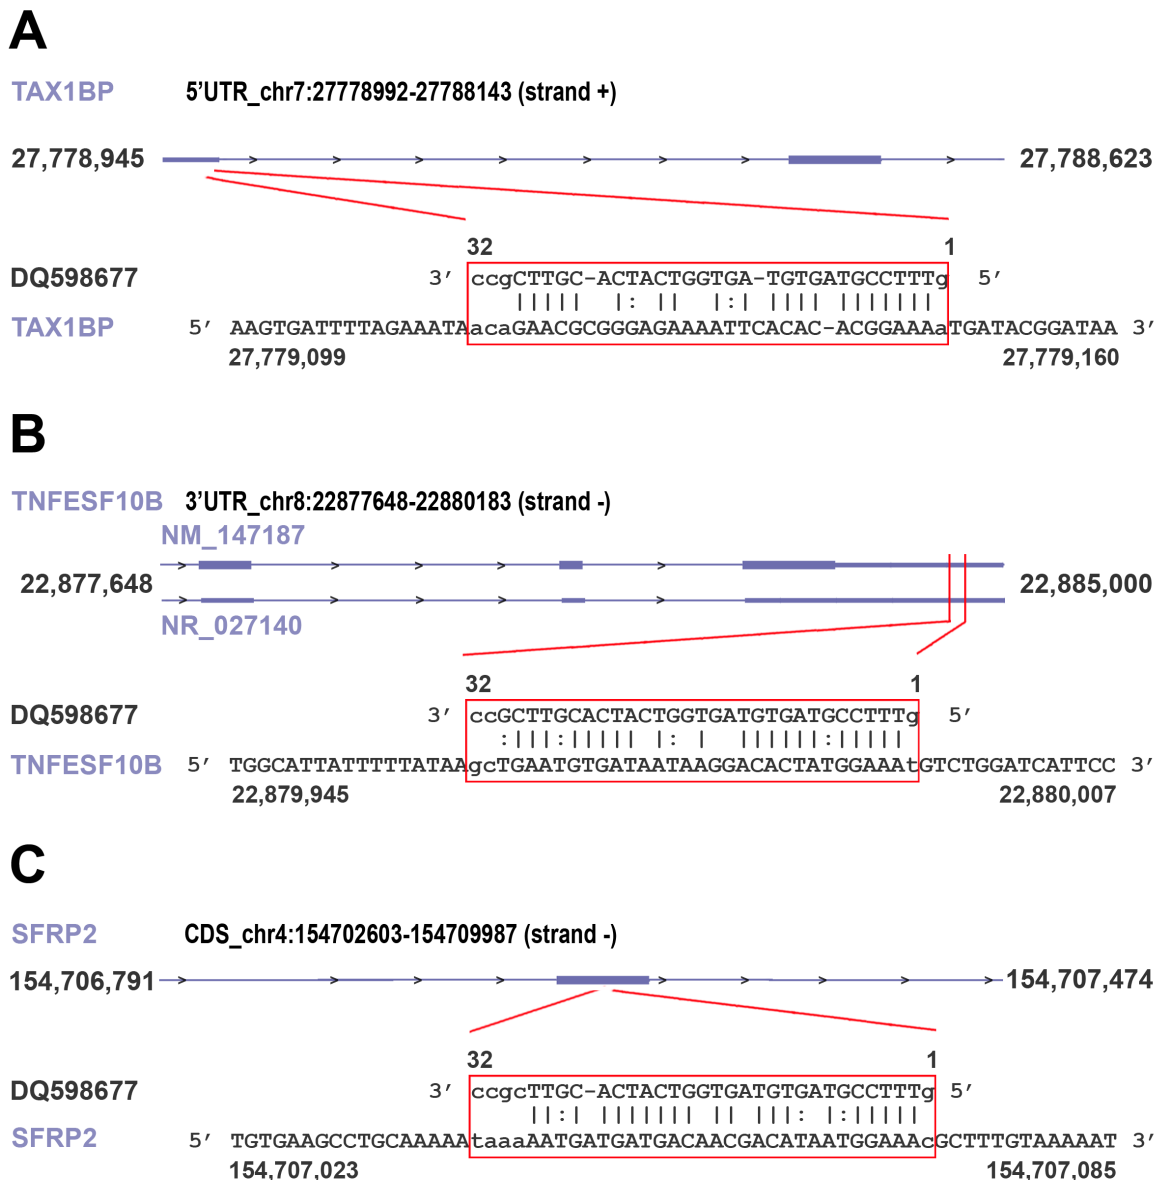 A
TAX1BP 5’UTR_chr7:27778992-27788143 (strand +)
27,778,945 > > > > > > > > 27,788,623
32 1
DQ598677 3’ ccgCTTGC-ACTACTGGTGA-TGTGATGCCTTTg 5’
||||| |: || |:| |||| |||||||
TAX1BP 5’ AAGTGATTTTAGAAATAacaGAACGCGGGAGAAAATTCACAC-ACGGAAAaTGATACGGATAA 3’
27,779,099 27,779,160
B
TNFESF10B 3’UTR_chr8:22877648-22880183 (strand -)
NM_147187
> > > >
22,877,648 22,885,000
> > > >
NR_027140
32 1
DQ598677 3’ ccGCTTGCACTACTGGTGATGTGATGCCTTTg 5’
:|||:||||| |: | ||||||:|||||
TNFESF10B 5’ TGGCATTATTTTTATAAgcTGAATGTGATAATAAGGACACTATGGAAAtGTCTGGATCATTCC 3’
22,879,945 22,880,007
C
SFRP2 CDS_chr4:154702603-154709987 (strand -)
154,706,791 > > > > > > > 154,707,474
32 1
DQ598677 3’ ccgcTTGC-ACTACTGGTGATGTGATGCCTTTg 5’
||:| ||||||| || |||: |:|||||
SFRP2 5’ TGTGAAGCCTGCAAAAAtaaaAATGATGATGACAACGACATAATGGAAAcGCTTTGTAAAAAT 3’
154,707,023 154,707,085